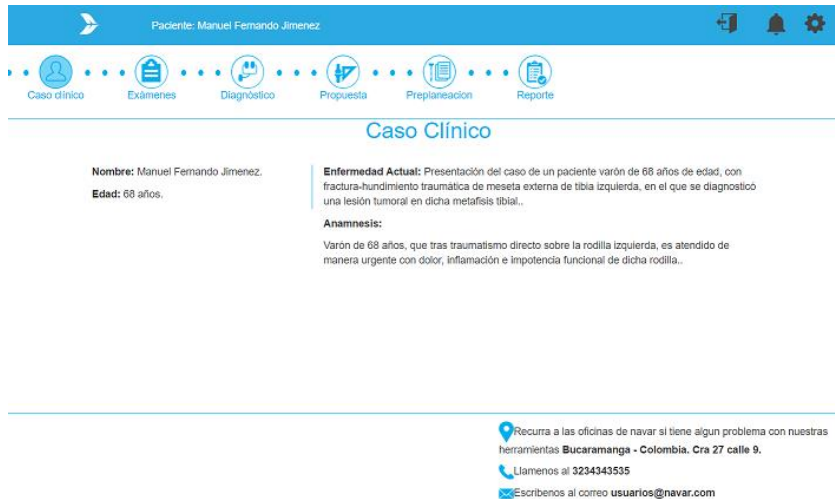 Paciente: Manuel Fernando Jimenez
Caso clínico
Exámenes
Diagnóstico
Propuesta
Preplaneacion
Reporte
Caso Clínico
Nombre: Manuel Fernando Jimenez.
Edad: 68 años.
Enfermedad Actual: Presentación del caso de un paciente varón de 68 años de edad, con
fractura-hundimiento traumática de meseta externa de tibia izquierda, en el que se diagnosticó
una lesión tumoral en dicha metafisis tibial..
Anamnesis:
Varón de 68 años, que tras traumatismo directo sobre la rodilla izquierda, es atendido de
manera urgente con dolor, inflamación e impotencia funcional de dicha rodilla..
Recurra a las oficinas de navar si tiene algun problema con nuestras
herramientas Bucaramanga - Colombia. Cra 27 calle 9.
Llamenos al 3234343535
Escribenos al correo usuarios@navar.com